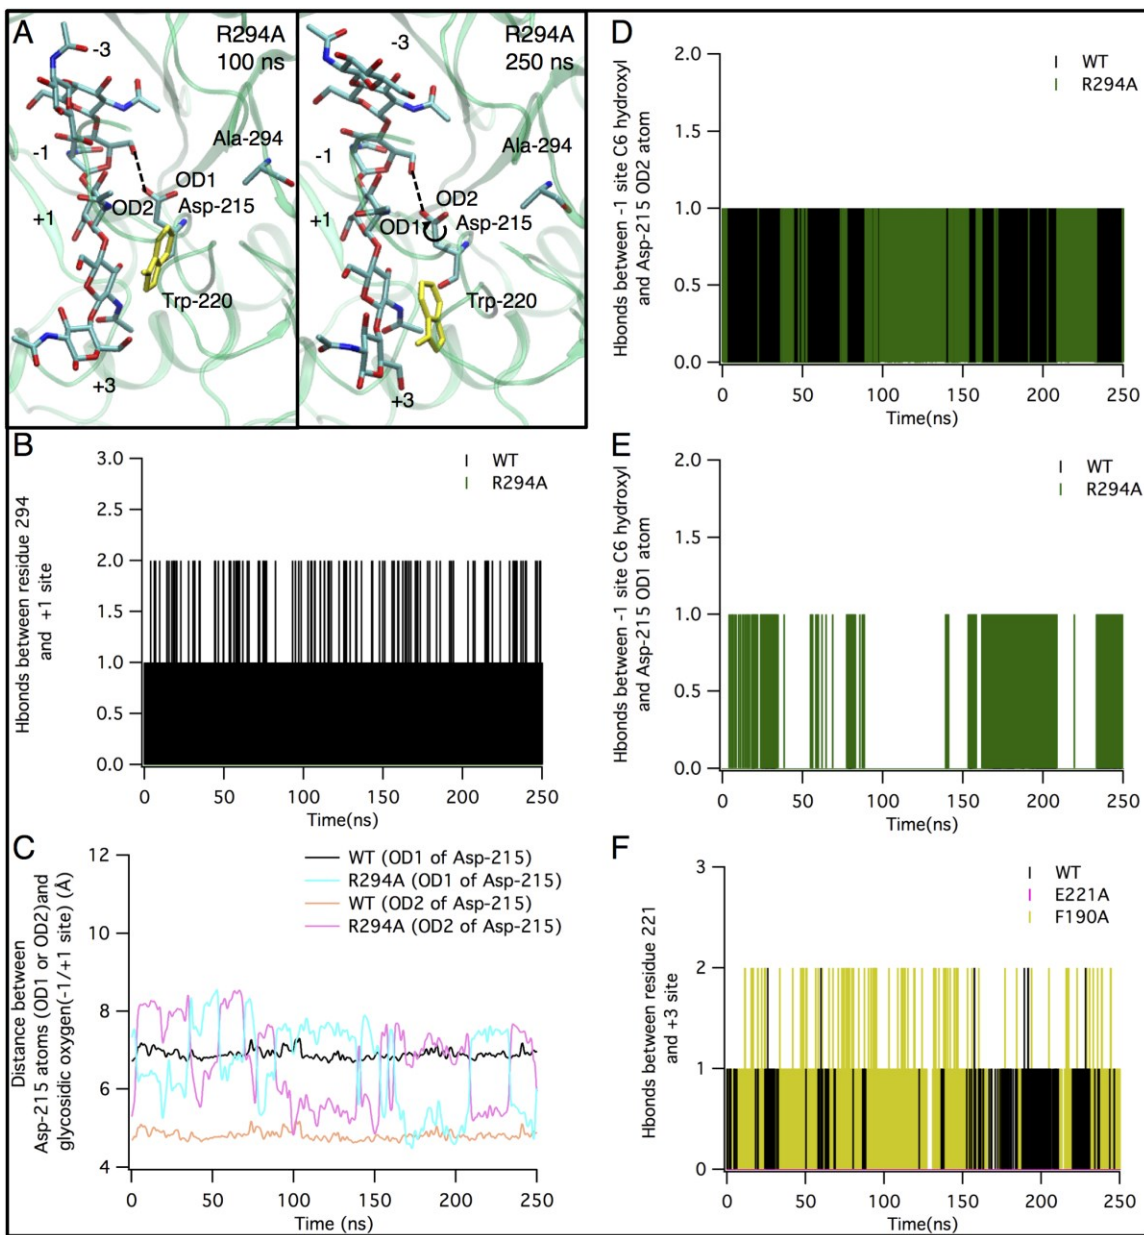 A
R294A
100 ns
-3
-1
+1
+3
OD1
OD2
Asp-215
Ala-294
Trp-220
R294A
250 ns
-3
-1
+1
+3
OD2
OD1
Asp-215
Ala-294
Trp-220
B
Hbonds between residue 294
and +1 site
3.0
2.5
2.0
1.5
1.0
0.5
0.0
WT
R294A
0 50 100 150 200 250
Time(ns)
C
Distance between
Asp-215 atoms (OD1 or OD2)and
glycosidic oxygen(-1/+1 site) (Å)
12
10
8
6
4
WT (OD1 of Asp-215)
R294A (OD1 of Asp-215)
WT (OD2 of Asp-215)
R294A (OD2 of Asp-215)
0 50 100 150 200 250
Time (ns)
D
Hbonds between -1 site C6 hydroxyl
and Asp-215 OD2 atom
2.0
1.5
1.0
0.5
0.0
WT
R294A
0 50 100 150 200 250
Time(ns)
E
Hbonds between -1 site C6 hydroxyl
and Asp-215 OD1 atom
2.0
1.5
1.0
0.5
0.0
WT
R294A
0 50 100 150 200 250
Time(ns)
F
Hbonds between residue 221
and +3 site
3
2
1
0
WT
E221A
F190A
0 50 100 150 200 250
Time(ns)